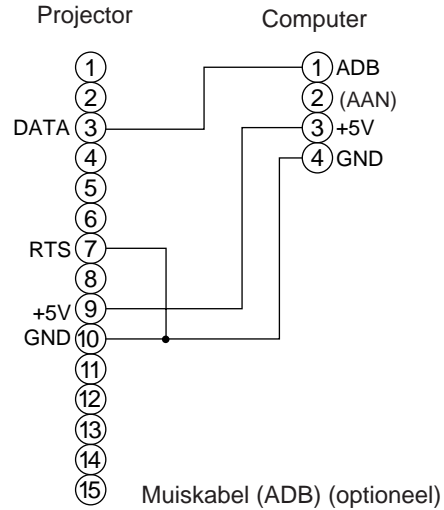 Projector Computer
1 1 ADB
2 2 (AAN)
DATA 3 3 +5V
4 4 GND
5
6
RTS 7
8
+5V 9
GND 10
11
12
13
14
15 Muiskabel (ADB) (optioneel)